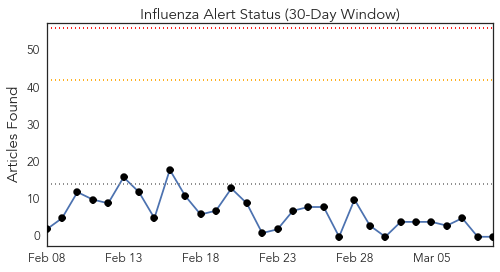 Influenza Alert Status (30-Day Window)
Articles Found
50
40
30
20
10
0
Feb 08 Feb 13 Feb 18 Feb 23 Feb 28 Mar 05